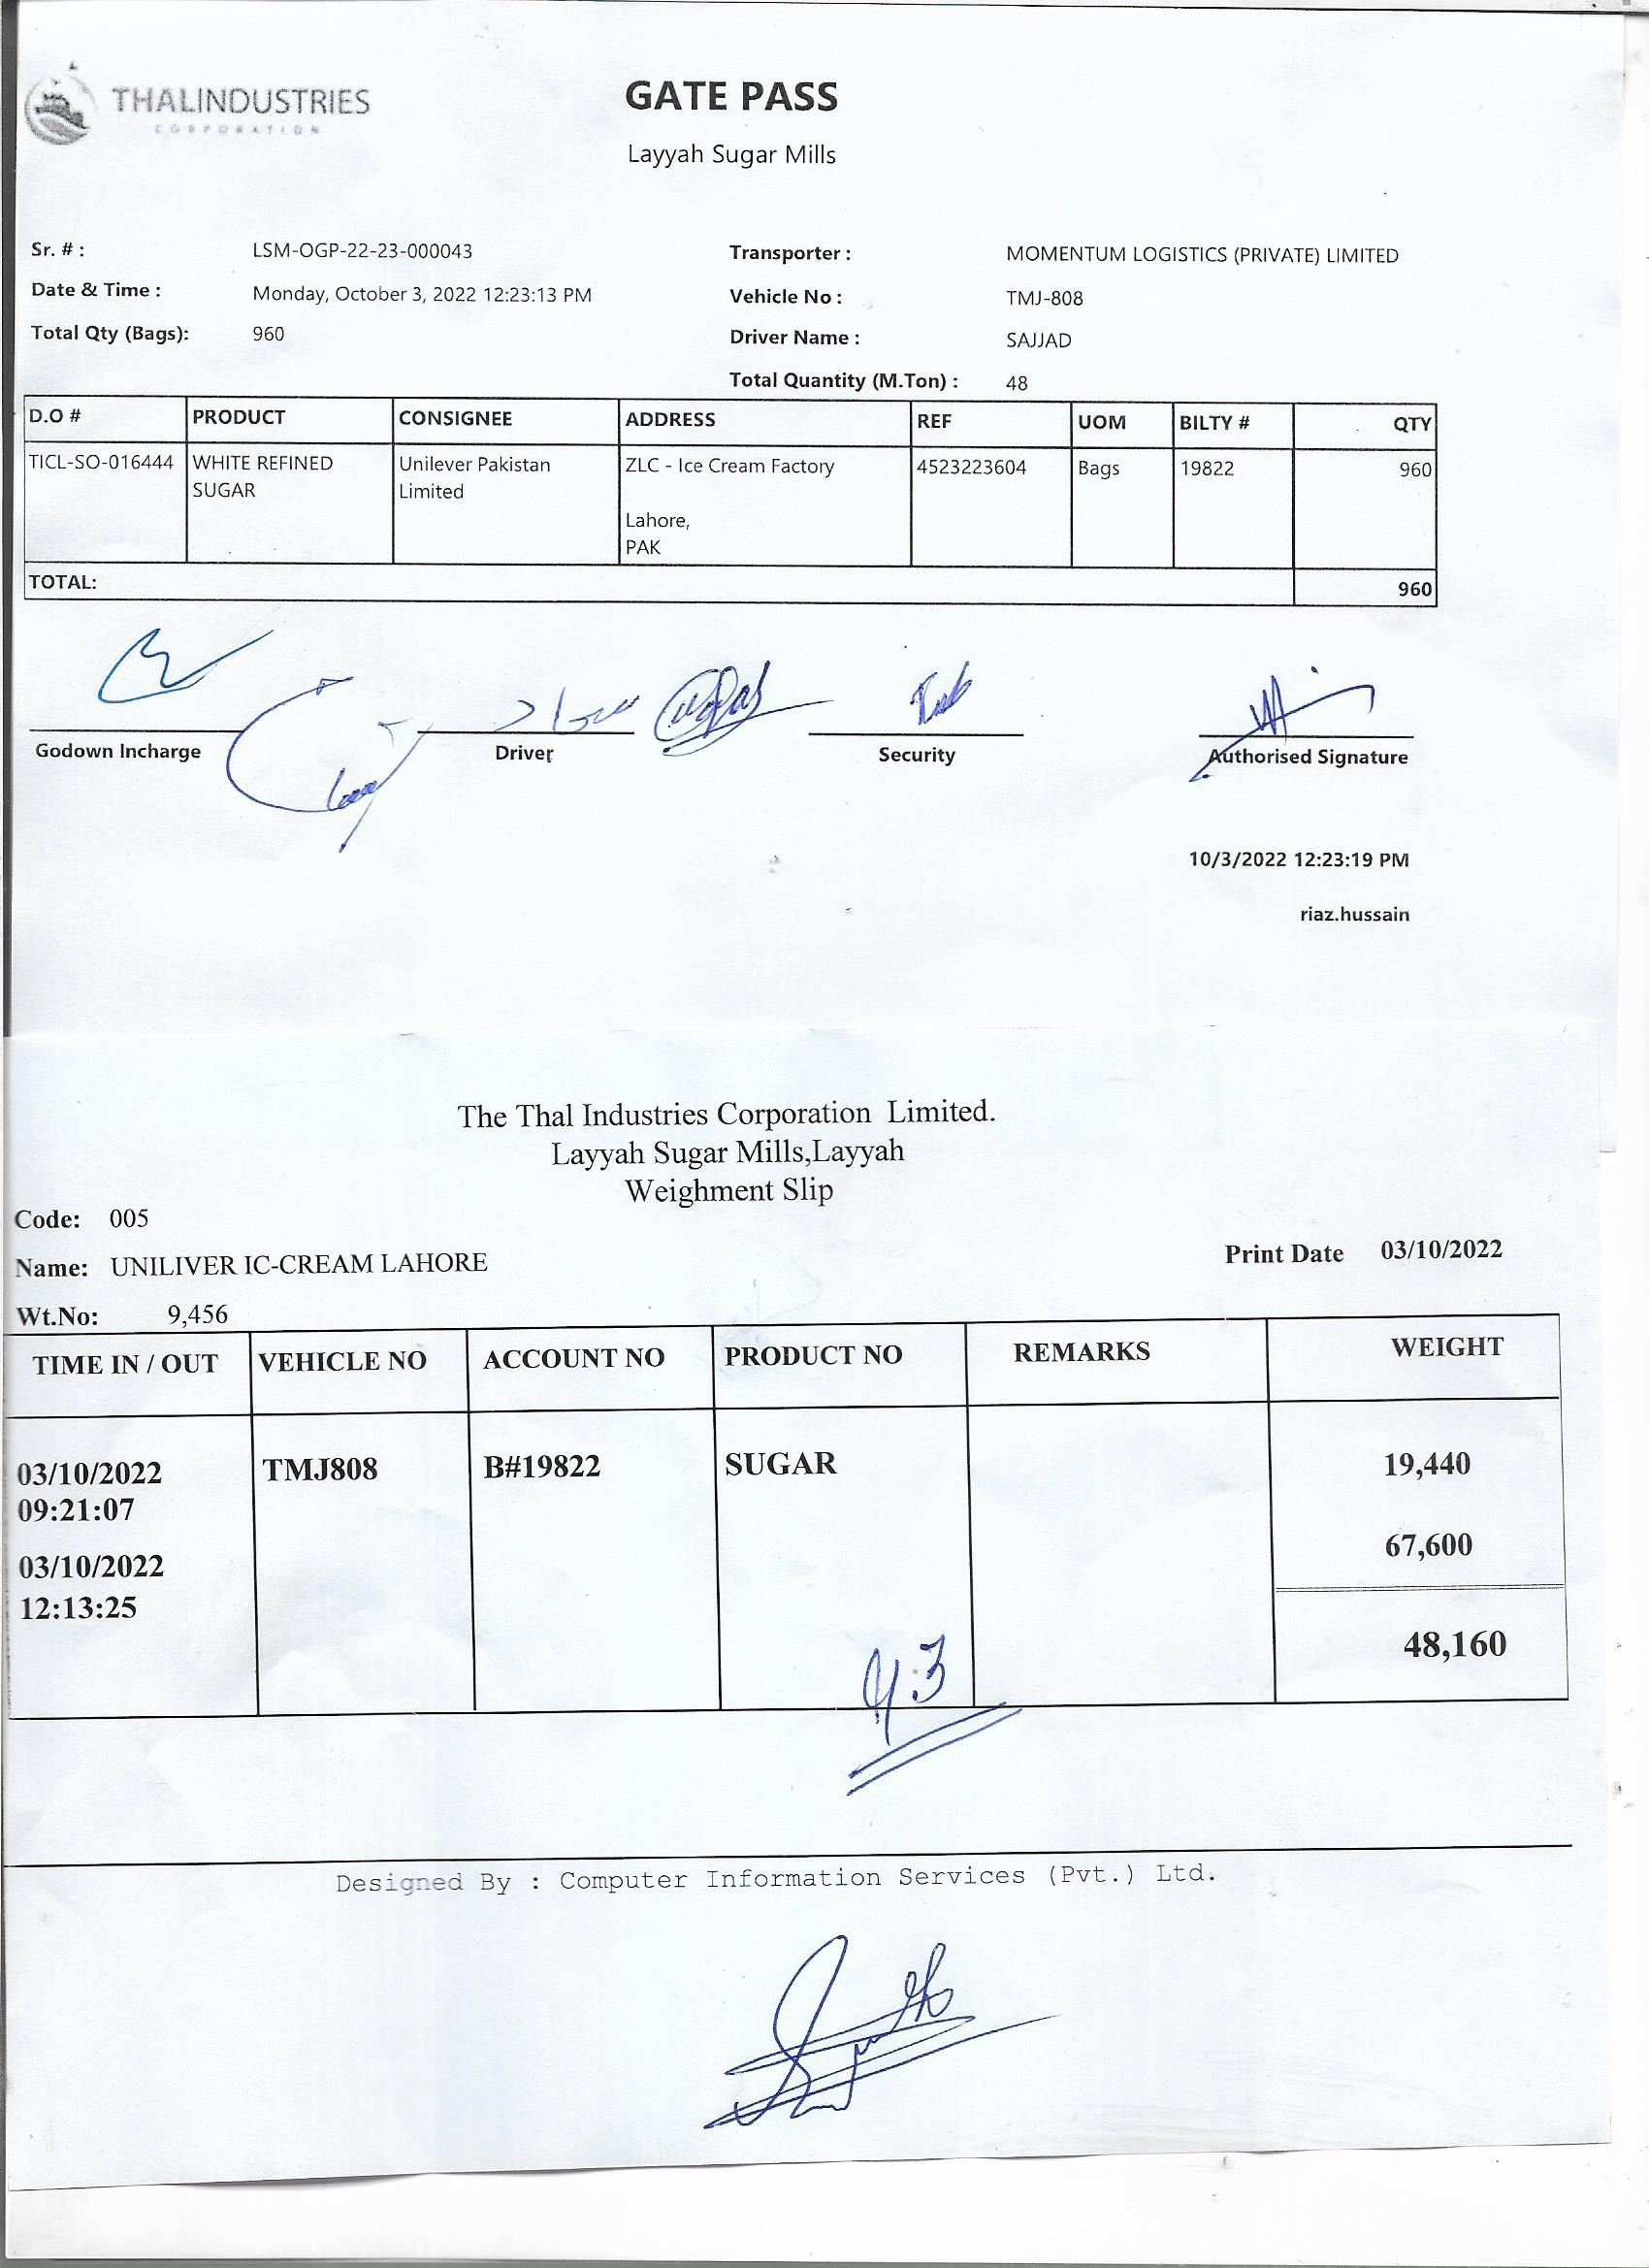 THALINDUSTRIES
CORPORATION
GATE PASS
Layyah Sugar Mills
Sr. # : LSM-OGP-22-23-000043 Transporter : MOMENTUM LOGISTICS (PRIVATE) LIMITED
Date & Time : Monday, October 3, 2022 12:23:13 PM Vehicle No : TMJ-808
Total Qty (Bags): 960 Driver Name : SAJJAD
Total Quantity (M.Ton) : 48
D.O # PRODUCT CONSIGNEE ADDRESS REF UOM BILTY # QTY
TICL-SO-016444 WHITE REFINED Unilever Pakistan ZLC - Ice Cream Factory 4523223604 Bags 19822 960
SUGAR Limited
Lahore,
PAK
TOTAL: 960
Godown Incharge Driver Security Authorised Signature
10/3/2022 12:23:19 PM
riaz.hussain
The Thal Industries Corporation Limited.
Layyah Sugar Mills,Layyah
Weighment Slip
Code: 005
Name: UNILIVER IC-CREAM LAHORE Print Date 03/10/2022
Wt.No: 9,456
TIME IN / OUT VEHICLE NO ACCOUNT NO PRODUCT NO REMARKS WEIGHT
03/10/2022 TMJ808 B#19822 SUGAR 19,440
09:21:07
03/10/2022 67,600
12:13:25
48,160
Designed By : Computer Information Services (Pvt.) Ltd.